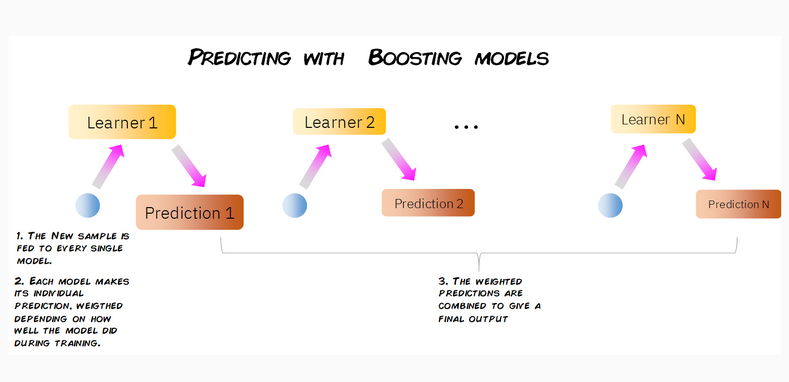 Predicting with Boosting models
Learner 1
Learner 2
...
Learner N
Prediction 1
Prediction 2
Prediction N
1. The New sample is
fed to every single
model.
2. Each model makes
its individual
prediction, weigthed
depending on how
well the model did
during training.
3. The weighted
predictions are
combined to give a
final output